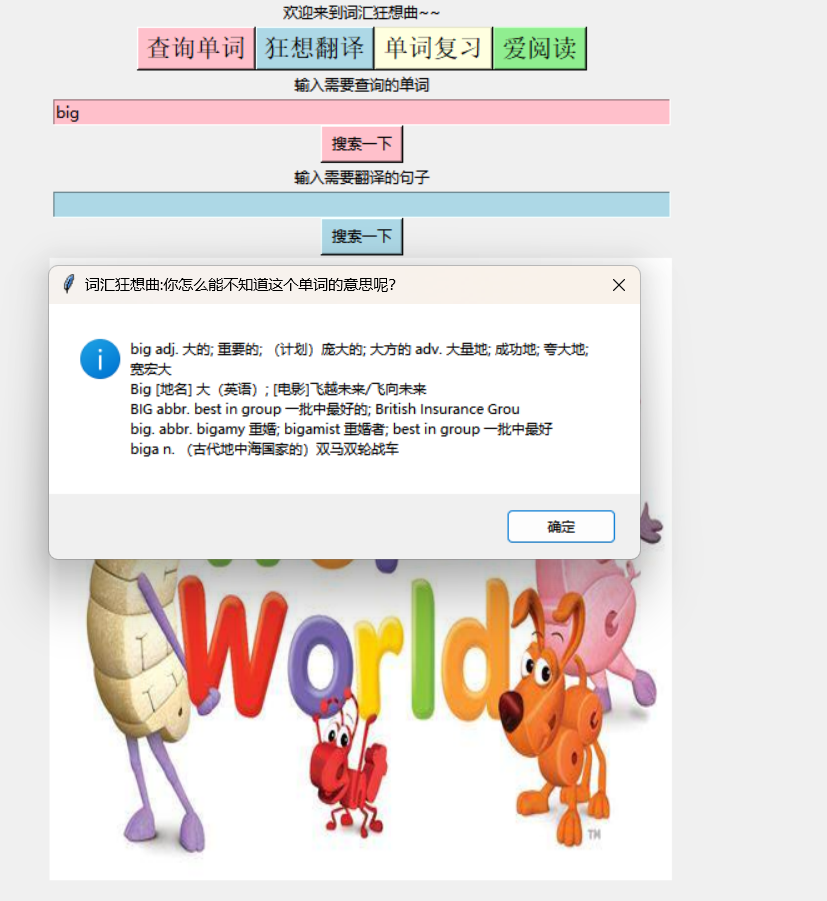 欢迎来到词汇狂想曲~~
查询单词 狂想翻译 单词复习 爱阅读
输入需要查询的单词
big
搜索一下
输入需要翻译的句子
搜索一下
词汇狂想曲:你怎么能不知道这个单词的意思呢?
big adj. 大的; 重要的; （计划）庞大的; 大方的 adv. 大量地; 成功地; 夸大地;
宽宏大
Big [地名] 大（英语）; [电影]飞越未来/飞向未来
BIG abbr. best in group 一批中最好的; British Insurance Grou
big. abbr. bigamy 重婚; bigamist 重婚者; best in group 一批中最好
biga n. （古代地中海国家的）双马双轮战车
确定
World
ant
TM